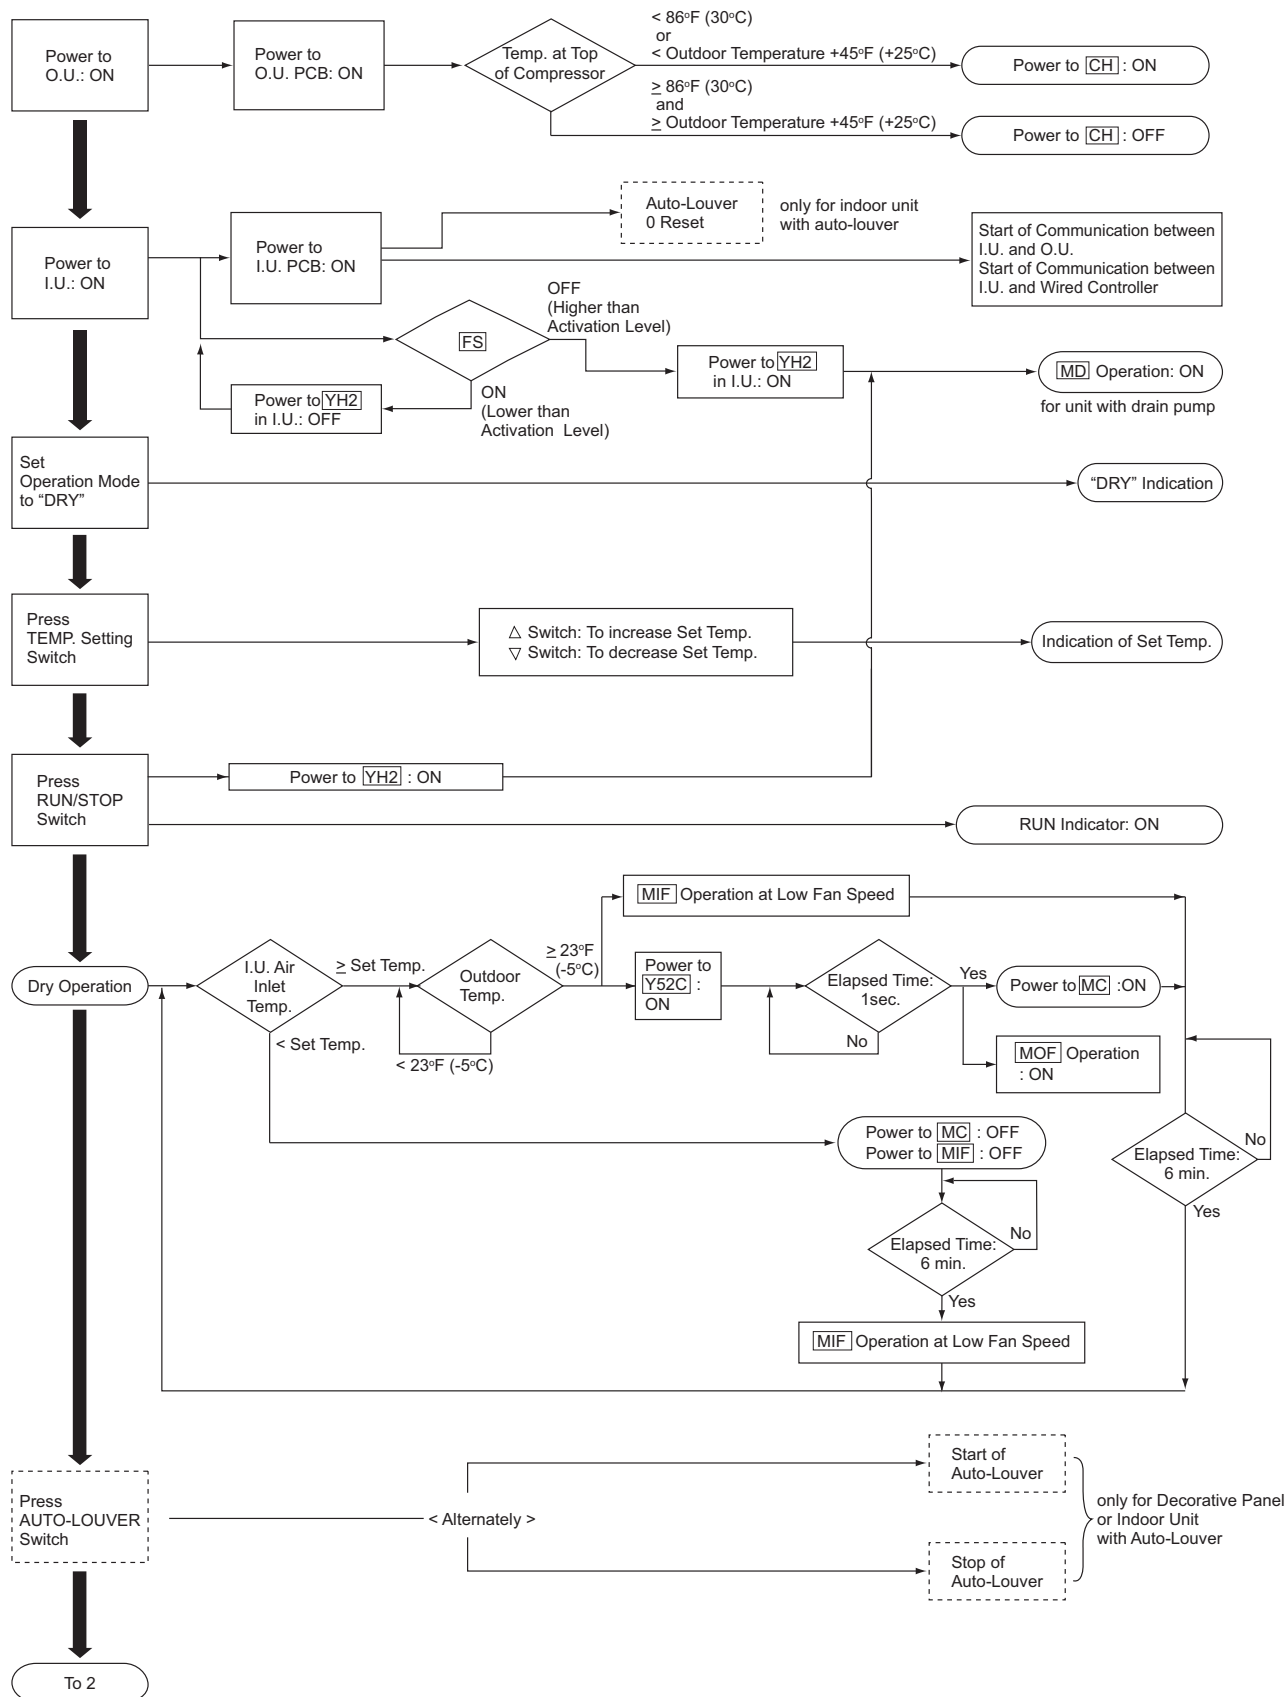 Power to
O.U.: ON
Power to
O.U. PCB: ON
Temp. at Top
of Compressor
< 86°F (30°C)
or
< Outdoor Temperature +45°F (+25°C)
Power to CH : ON
≥ 86°F (30°C)
and
≥ Outdoor Temperature +45°F (+25°C)
Power to CH : OFF
Power to
I.U.: ON
Power to
I.U. PCB: ON
Auto-Louver
0 Reset
only for indoor unit
with auto-louver
Start of Communication between
I.U. and O.U.
Start of Communication between
I.U. and Wired Controller
FS
OFF
(Higher than
Activation Level)
Power to YH2
in I.U.: ON
MD Operation: ON
for unit with drain pump
ON
(Lower than
Activation Level)
Power to YH2
in I.U.: OFF
Set
Operation Mode
to “DRY”
“DRY” Indication
Press
TEMP. Setting
Switch
△ Switch: To increase Set Temp.
▽ Switch: To decrease Set Temp.
Indication of Set Temp.
Press
RUN/STOP
Switch
Power to YH2 : ON
RUN Indicator: ON
Dry Operation
I.U. Air
Inlet
Temp.
≥ Set Temp.
< Set Temp.
Outdoor
Temp.
≥ 23°F
(-5°C)
< 23°F (-5°C)
MIF Operation at Low Fan Speed
Power to
Y52C :
ON
Elapsed Time:
1sec.
Yes
No
Power to MC :ON
MOF Operation
: ON
Elapsed Time:
6 min.
No
Yes
Power to MC : OFF
Power to MIF : OFF
Elapsed Time:
6 min.
No
Yes
MIF Operation at Low Fan Speed
Press
AUTO-LOUVER
Switch
< Alternately >
Start of
Auto-Louver
Stop of
Auto-Louver
only for Decorative Panel
or Indoor Unit
with Auto-Louver
To 2